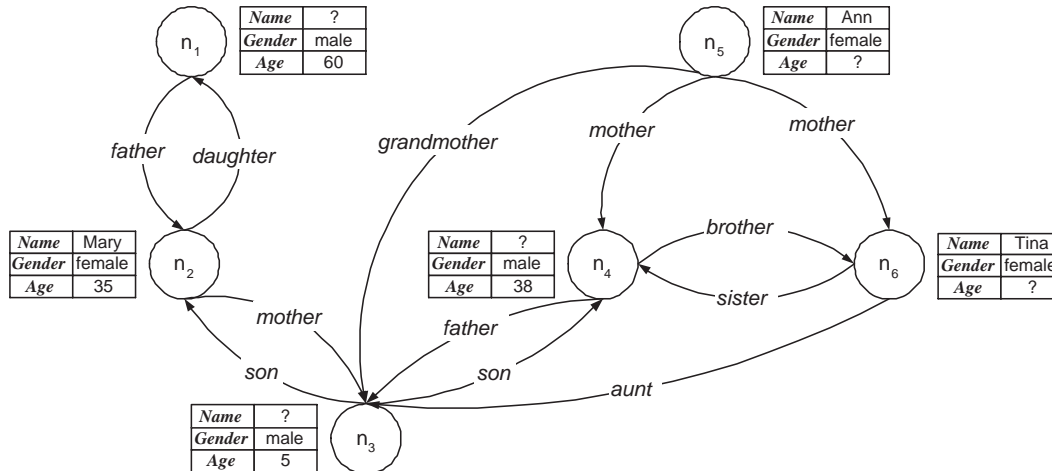 Name ?
n1
Gender male
Age 60
Name Ann
n5
Gender female
Age ?
father
daughter
grandmother
mother
mother
Name Mary
Gender female
Age 35
n2
Name ?
Gender male
Age 38
n4
brother
sister
n6
Name Tina
Gender female
Age ?
mother
father
son
son
aunt
Name ?
Gender male
Age 5
n3